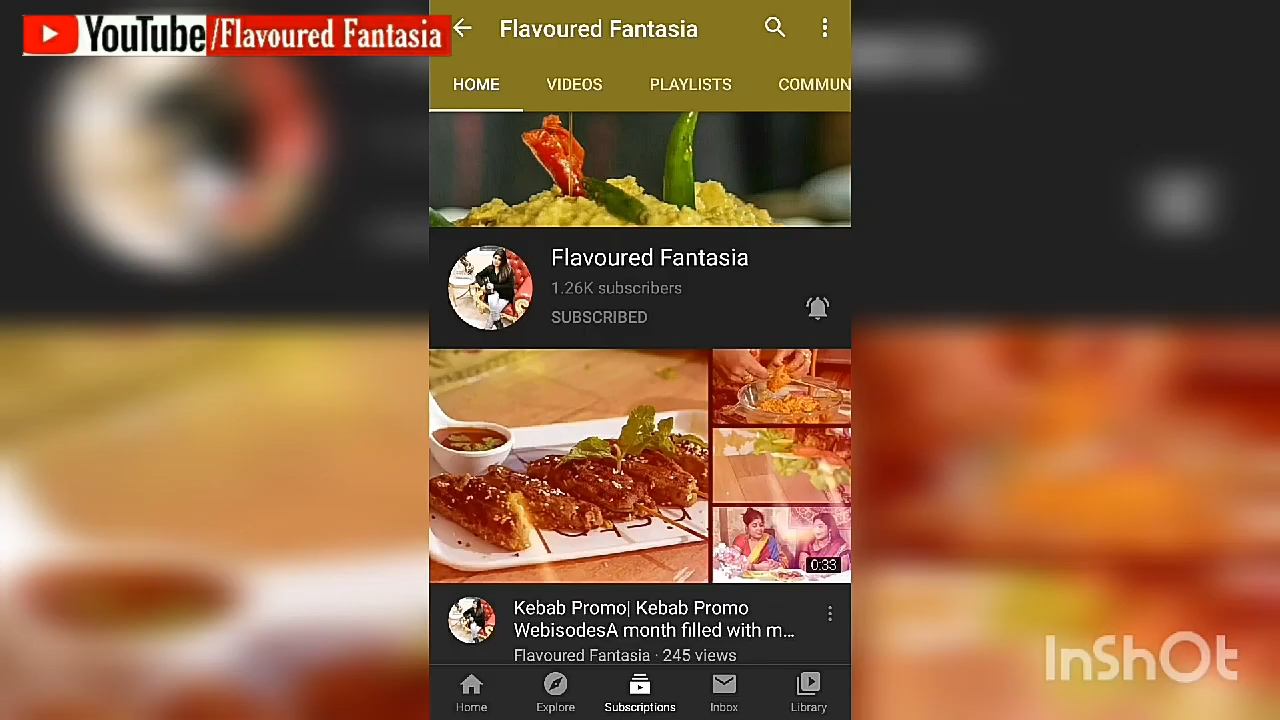 YouTube/Flavoured Fantasia
Flavoured Fantasia
HOME VIDEOS PLAYLISTS COMMUN
Flavoured Fantasia
1.26K subscribers
SUBSCRIBED
0:33
Kebab Promo| Kebab Promo
WebisodesA month filled with m...
Flavoured Fantasia · 245 views
Home Explore Subscriptions Inbox Library
InShOt